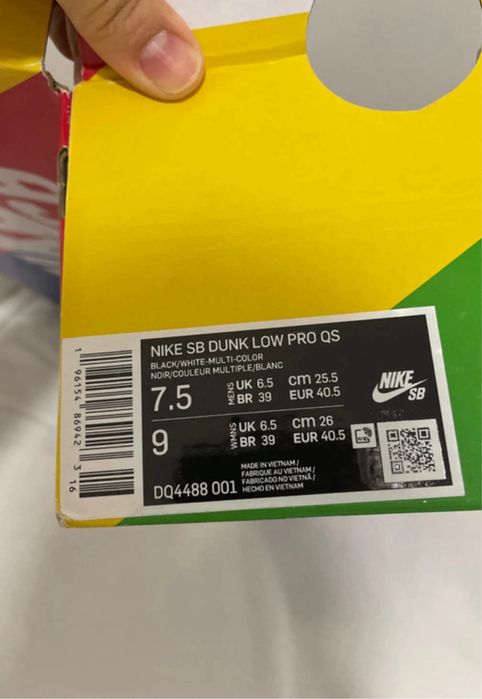 NIKE SB DUNK LOW PRO QS
BLACK/WHITE-MULTI-COLOR
NOIR/COULEUR MULTIPLE/BLANC
7.5 MENS UK 6.5 cm 25.5
BR 39 EUR 40.5
9 WMNS UK 6.5 cm 26
BR 39 EUR 40.5
NIKE
SB
MADE IN VIETNAM /
FABRIQUE AU VIETNAM /
FABRICADO NO VIETNÃ /
HECHO EN VIETNAM
DQ4488 001
1 96154 86942 3 16